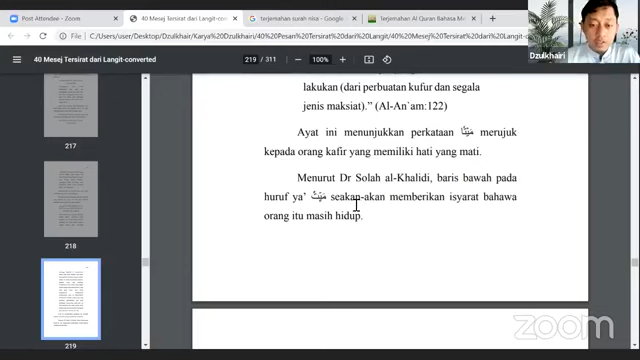 Post Attendee - Zoom
40 Mesej Tersirat dari Langit-co
terjemahan surah nisa - Google
Terjemahan Al Quran Bahasa Me
Dzulkhairi
File
C:/Users/user/Desktop/Dzulkhair/Karya%20Dzulkhairi/40%20Pesan%20Tersirat%20dari%20Langit/40%20Mesej%20Tersirat%20dari%20Langit-conv
40 Mesej Tersirat dari Langit-converted
219 / 311
100%
217
218
219
lakukan (dari perbuatan kufur dan segala
jenis maksiat).” (Al-An`am:122)
Ayat ini menunjukkan perkataan مَيْتًا merujuk
kepada orang kafir yang memiliki hati yang mati.
Menurut Dr Solah al-Khalidi, baris bawah pada
huruf ya’ seakan-akan memberikan isyarat bahawa
orang itu masih hidup.
zoom